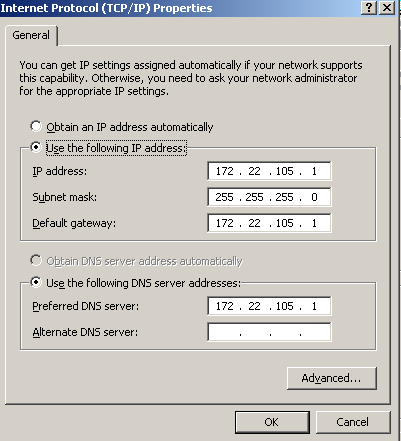 Internet Protocol (TCP/IP) Properties
General
You can get IP settings assigned automatically if your network supports
this capability. Otherwise, you need to ask your network administrator
for the appropriate IP settings.
Obtain an IP address automatically
Use the following IP address:
IP address: 172 . 22 . 105 . 1
Subnet mask: 255 . 255 . 255 . 0
Default gateway: 172 . 22 . 105 . 1
Obtain DNS server address automatically
Use the following DNS server addresses:
Preferred DNS server: 172 . 22 . 105 . 1
Alternate DNS server: . . .
Advanced...
OK Cancel